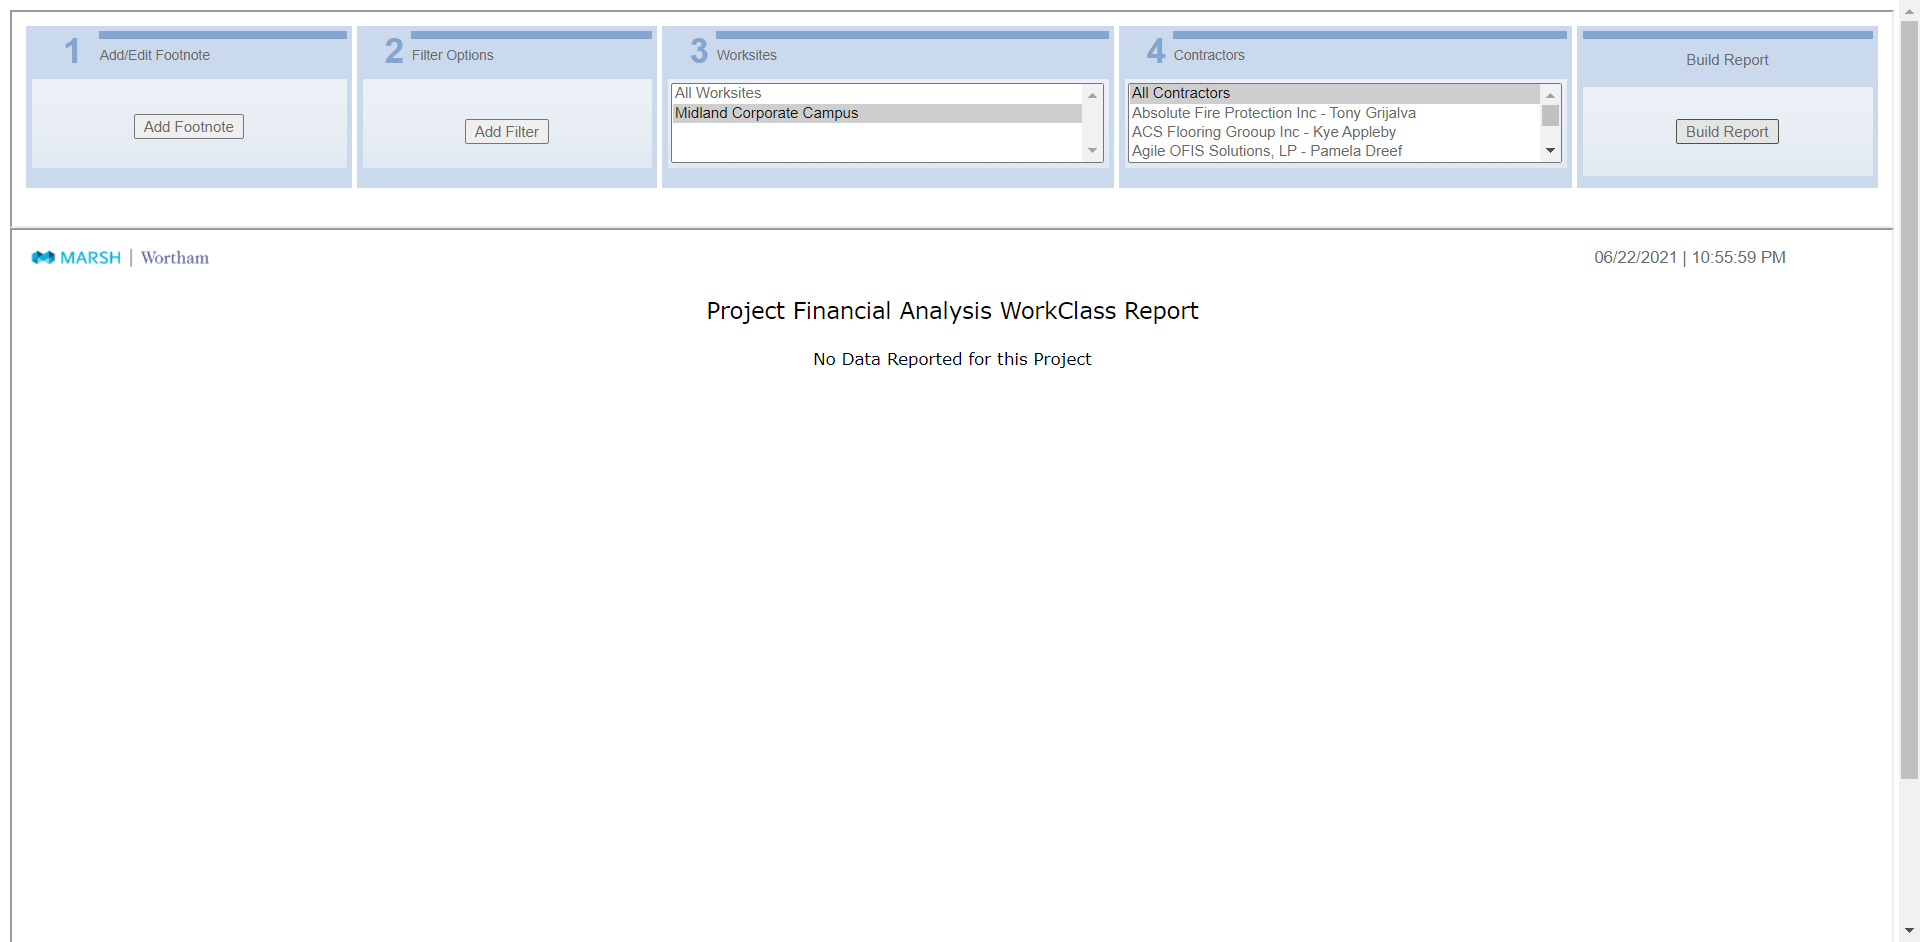 1 Add/Edit Footnote
Add Footnote
2 Filter Options
Add Filter
3 Worksites
All Worksites
Midland Corporate Campus
4 Contractors
All Contractors
Absolute Fire Protection Inc - Tony Grijalva
ACS Flooring Grooup Inc - Kye Appleby
Agile OFIS Solutions, LP - Pamela Dreef
Build Report
Build Report
MARSH | Wortham
06/22/2021 | 10:55:59 PM
Project Financial Analysis WorkClass Report
No Data Reported for this Project